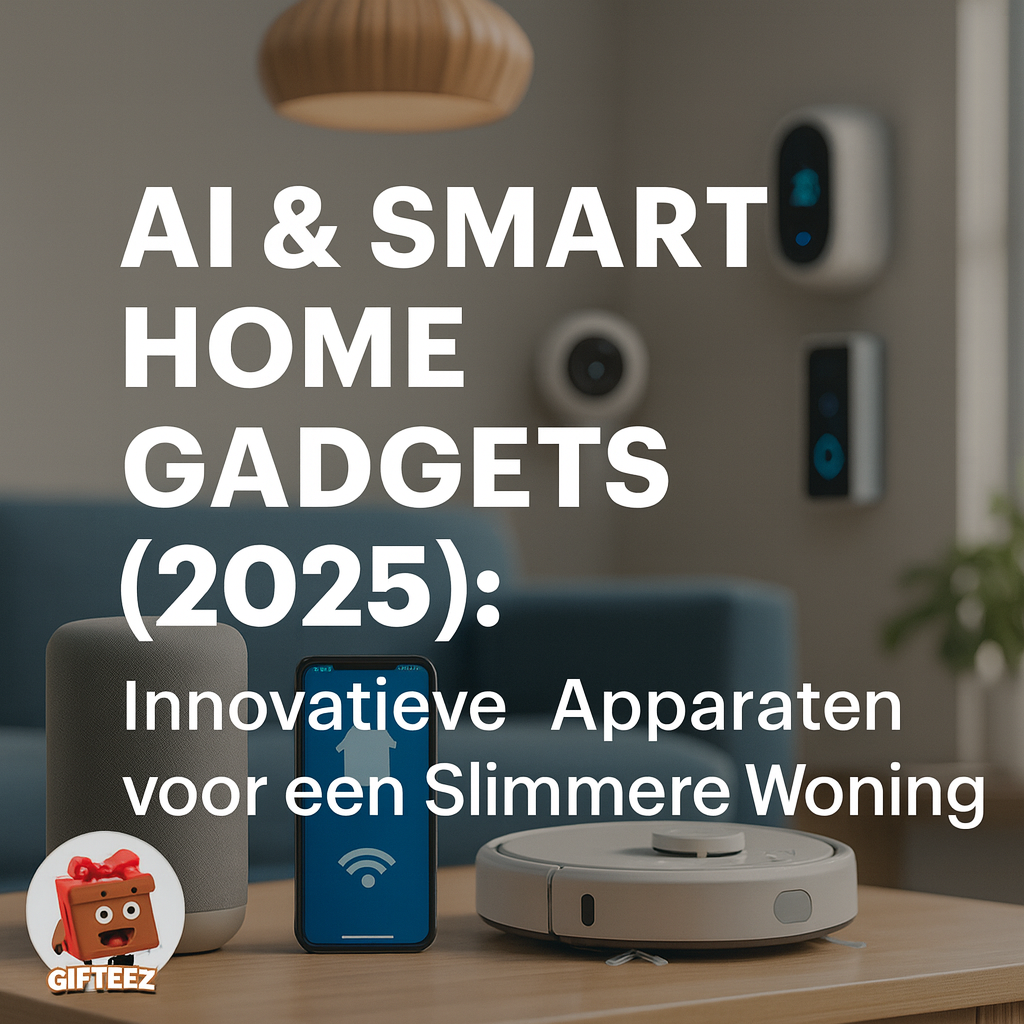 AI & SMART
HOME
GADGETS
(2025):
Innovatieve Apparaten
voor een Slimmere Woning
GIFTEEZ